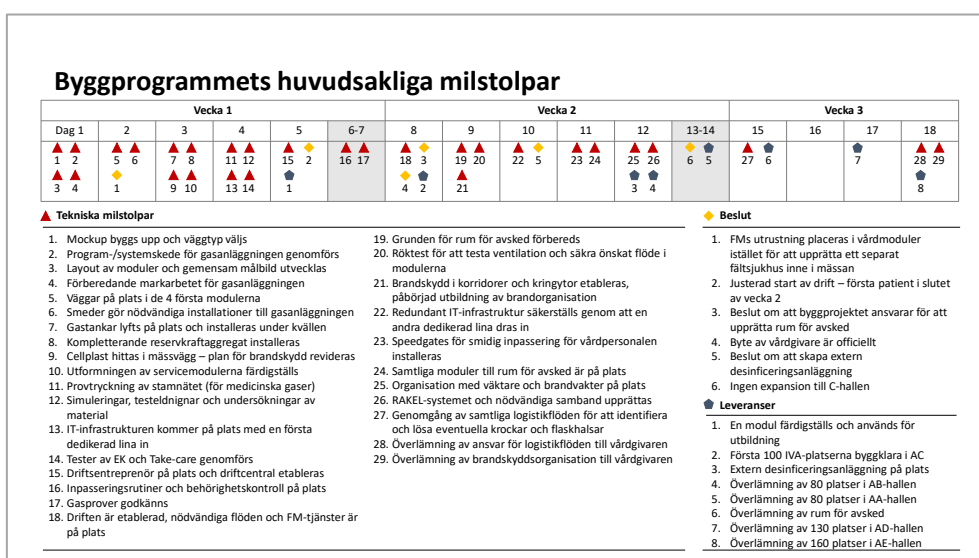 Byggprogrammets huvudsakliga milstolpar
Vecka 1 Vecka 2 Vecka 3
Dag 1 2 3 4 5 6-7 8 9 10 11 12 13-14 15 16 17 18
1 2 5 6 7 8 11 12 15 2 16 17 18 3 19 20 22 5 23 24 25 26 6 5 27 6 7 28 29
3 4 1 9 10 13 14 1 4 2 21 3 4 8
Tekniska milstolpar
1. Mockup byggs upp och väggtyp väljs
2. Program-/systemskede för gasanläggningen genomförs
3. Layout av moduler och gemensam målbild utvecklas
4. Förberedande markarbetet för gasanläggningen
5. Väggar på plats i de 4 första modulerna
6. Smeder gör nödvändiga installationer till gasanläggningen
7. Gastankar lyfts på plats och installeras under kvällen
8. Kompletterande reservkraftaggregat installeras
9. Cellplast hittas i mässvägg – plan för brandskydd revideras
10. Utformningen av servicemodulerna färdigställs
11. Provtryckning av stamnätet (för medicinska gaser)
12. Simuleringar, testeldnignar och undersökningar av
material
13. IT-infrastrukturen kommer på plats med en första
dedikerad lina in
14. Tester av EK och Take-care genomförs
15. Driftsentreprenör på plats och driftcentral etableras
16. Inpasseringsrutiner och behörighetskontroll på plats
17. Gasprover godkänns
18. Driften är etablerad, nödvändiga flöden och FM-tjänster är
på plats
19. Grunden för rum för avsked förbereds
20. Röktest för att testa ventilation och säkra önskat flöde i
modulerna
21. Brandskydd i korridorer och kringytor etableras,
påbörjad utbildning av brandorganisation
22. Redundant IT-infrastruktur säkerställs genom att en
andra dedikerad lina dras in
23. Speedgates för smidig inpassering för vårdpersonalen
installeras
24. Samtliga moduler till rum för avsked är på plats
25. Organisation med väktare och brandvakter på plats
26. RAKEL-systemet och nödvändiga samband upprättas
27. Genomgång av samtliga logistikflöden för att identifiera
och lösa eventuella krockar och flaskhalsar
28. Överlämning av ansvar för logistikflöden till vårdgivaren
29. Överlämning av brandskyddsorganisation till vårdgivaren
Beslut
1. FMs utrustning placeras i vårdmoduler
istället för att upprätta ett separat
fältsjukhus inne i mässan
2. Justerad start av drift – första patient i slutet
av vecka 2
3. Beslut om att byggprojektet ansvarar för att
upprätta rum för avsked
4. Byte av vårdgivare är officiellt
5. Beslut om att skapa extern
desinficeringsanläggning
6. Ingen expansion till C-hallen
Leveranser
1. En modul färdigställs och används för
utbildning
2. Första 100 IVA-platserna byggklara i AC
3. Extern desinficeringsanläggning på plats
4. Överlämning av 80 platser i AB-hallen
5. Överlämning av 80 platser i AA-hallen
6. Överlämning av rum för avsked
7. Överlämning av 130 platser i AD-hallen
8. Överlämning av 160 platser i AE-hallen